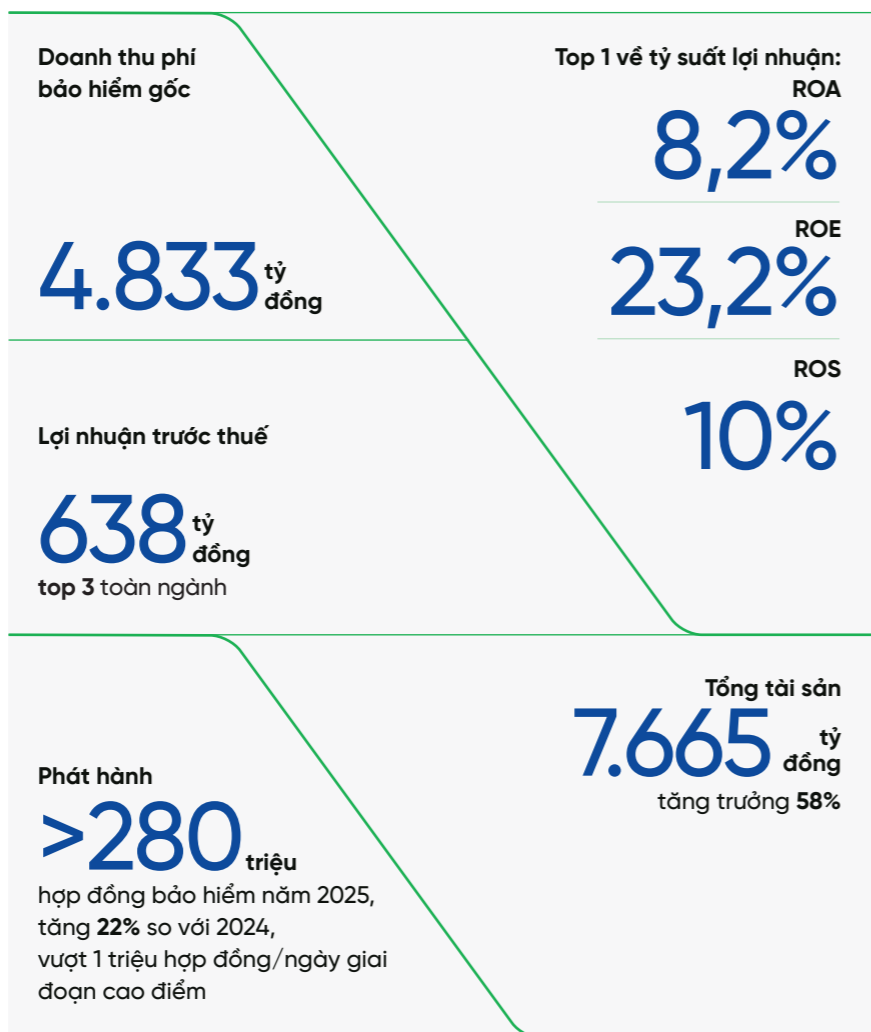 Doanh thu phí
bảo hiểm gốc
4.833 tỷ
đồng
Top 1 về tỷ suất lợi nhuận:
ROA
8,2%
ROE
23,2%
ROS
10%
Lợi nhuận trước thuế
638 tỷ
đồng
top 3 toàn ngành
Tổng tài sản
7.665 tỷ
đồng
tăng trưởng 58%
Phát hành
>280 triệu
hợp đồng bảo hiểm năm 2025,
tăng 22% so với 2024,
vượt 1 triệu hợp đồng/ngày giai
đoạn cao điểm